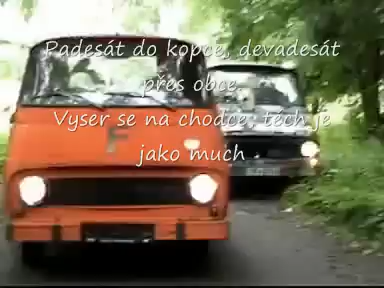 Padesát do kopce, devadesát
přes obce.
Vyser se na chodce, těch je
jako much